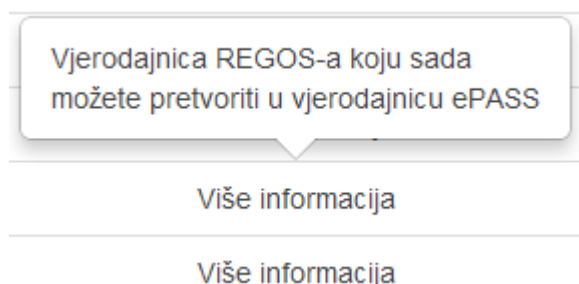 Vjerodajnica REGOS-a koju sada
možete pretvoriti u vjerodajnicu ePASS
Više informacija
Više informacija